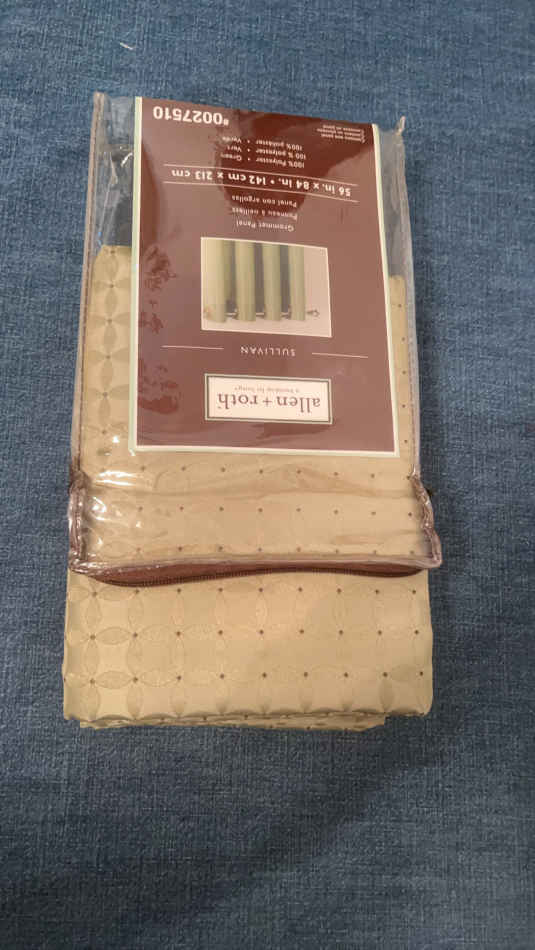 allen + roth™
SULLIVAN
Grommet Panel
Panneau à oeillets
Panel con argollas
56 in. x 84 in. • 142 cm x 213 cm
100% Polyester • Green
100 % polyester • Vert
100% poliéster • Verde
#0027510